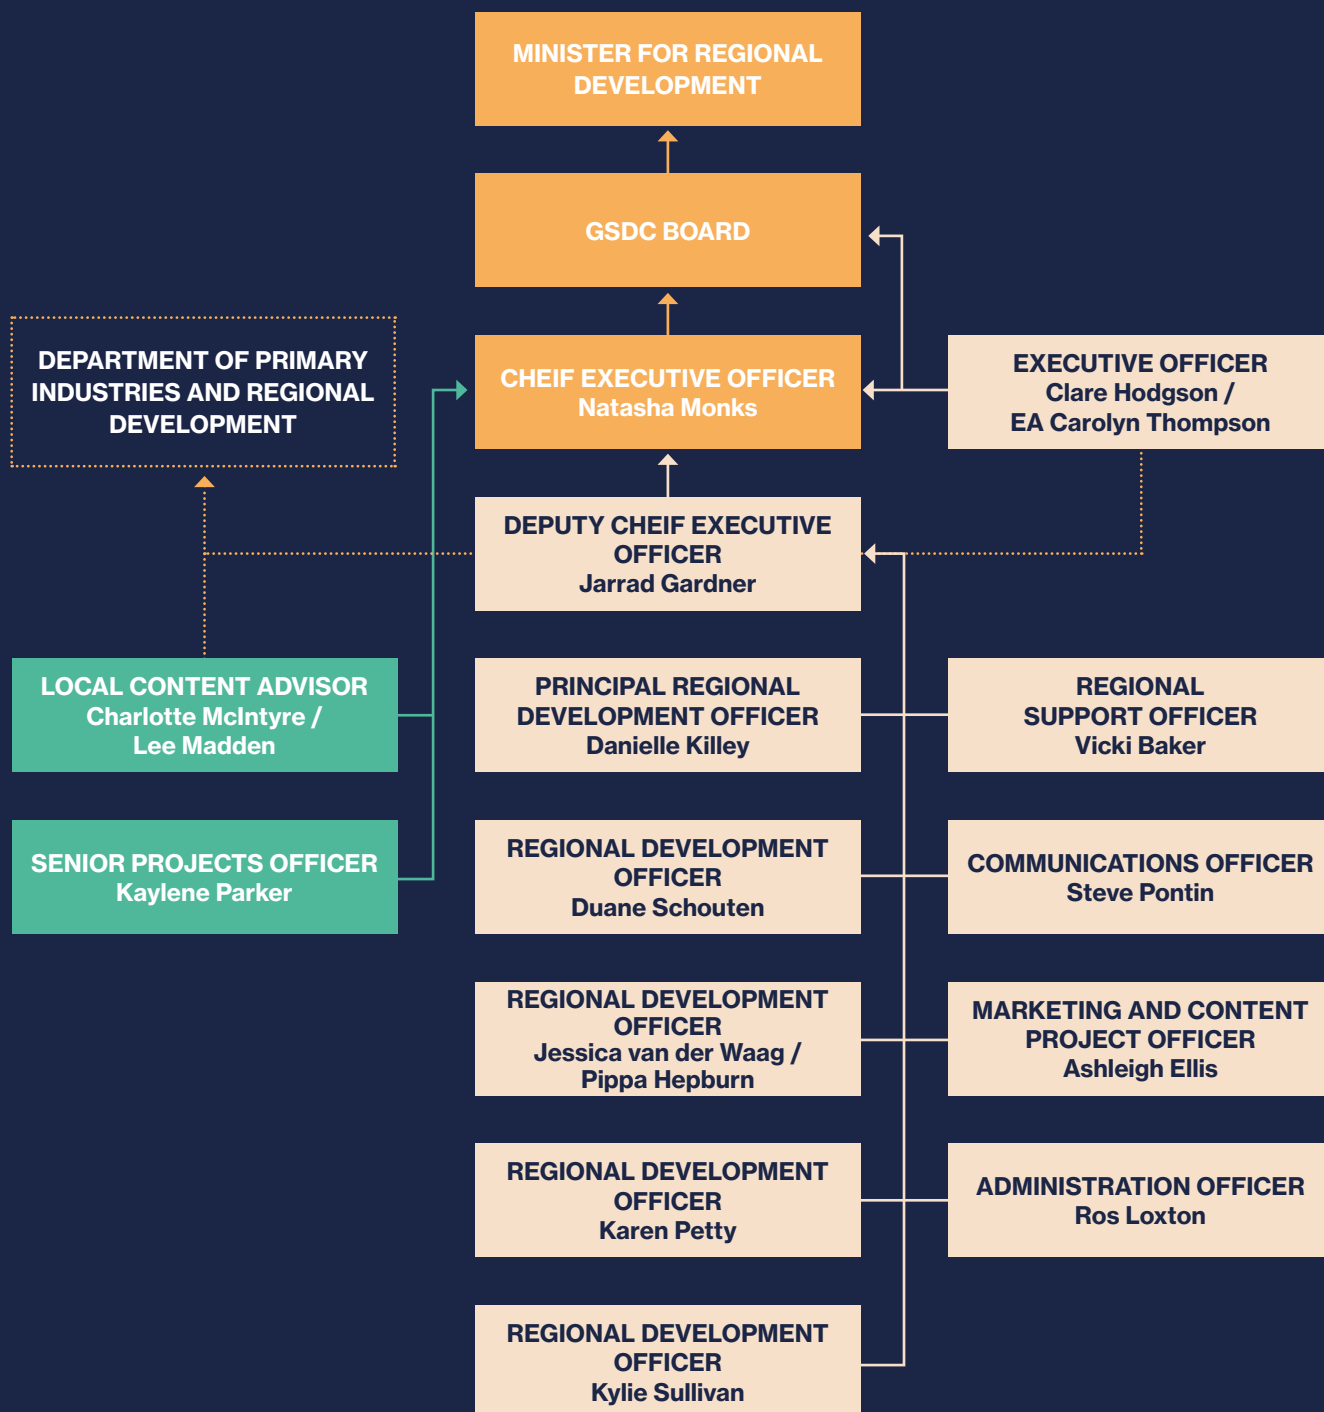 MINISTER FOR REGIONAL
DEVELOPMENT
GSDC BOARD
DEPARTMENT OF PRIMARY
INDUSTRIES AND REGIONAL
DEVELOPMENT
CHEIF EXECUTIVE OFFICER
Natasha Monks
EXECUTIVE OFFICER
Clare Hodgson /
EA Carolyn Thompson
DEPUTY CHEIF EXECUTIVE
OFFICER
Jarrad Gardner
LOCAL CONTENT ADVISOR
Charlotte McIntyre /
Lee Madden
PRINCIPAL REGIONAL
DEVELOPMENT OFFICER
Danielle Killey
REGIONAL
SUPPORT OFFICER
Vicki Baker
SENIOR PROJECTS OFFICER
Kaylene Parker
REGIONAL DEVELOPMENT
OFFICER
Duane Schouten
COMMUNICATIONS OFFICER
Steve Pontin
REGIONAL DEVELOPMENT
OFFICER
Jessica van der Waag /
Pippa Hepburn
MARKETING AND CONTENT
PROJECT OFFICER
Ashleigh Ellis
REGIONAL DEVELOPMENT
OFFICER
Karen Petty
ADMINISTRATION OFFICER
Ros Loxton
REGIONAL DEVELOPMENT
OFFICER
Kylie Sullivan